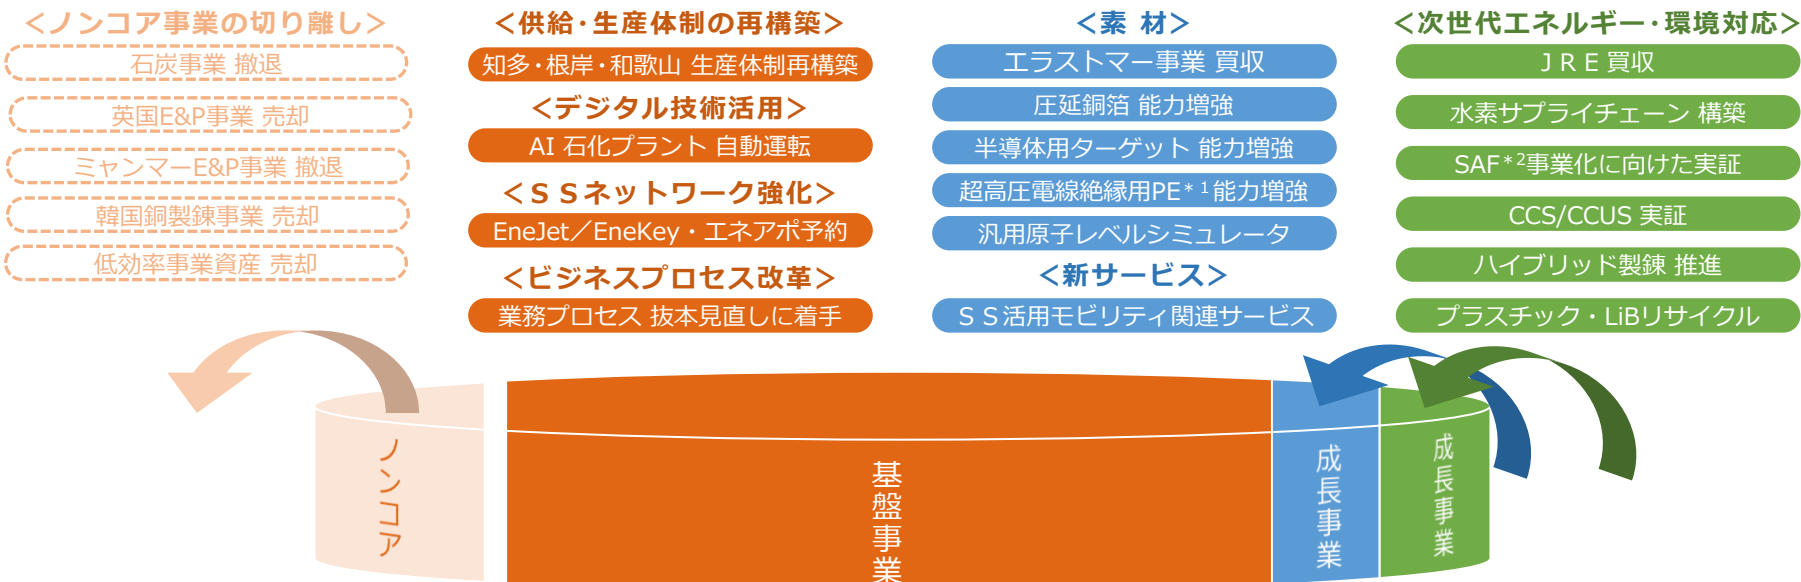 ＜ノンコア事業の切り離し＞
石炭事業 撤退
英国E&P事業 売却
ミャンマーE&P事業 撤退
韓国銅製錬事業 売却
低効率事業資産 売却
＜供給・生産体制の再構築＞
知多・根岸・和歌山 生産体制再構築
＜デジタル技術活用＞
AI 石化プラント 自動運転
＜ＳＳネットワーク強化＞
EneJet／EneKey・エネアポ予約
＜ビジネスプロセス改革＞
業務プロセス 抜本見直しに着手
＜素 材＞
エラストマー事業 買収
圧延銅箔 能力増強
半導体用ターゲット 能力増強
超高圧電線絶縁用PE＊１能力増強
汎用原子レベルシミュレータ
＜新サービス＞
ＳＳ活用モビリティ関連サービス
＜次世代エネルギー・環境対応＞
ＪＲＥ買収
水素サプライチェーン 構築
SAF＊2事業化に向けた実証
CCS/CCUS 実証
ハイブリッド製錬 推進
プラスチック・LiBリサイクル
ノンコア
基盤事業
成長事業
成長事業